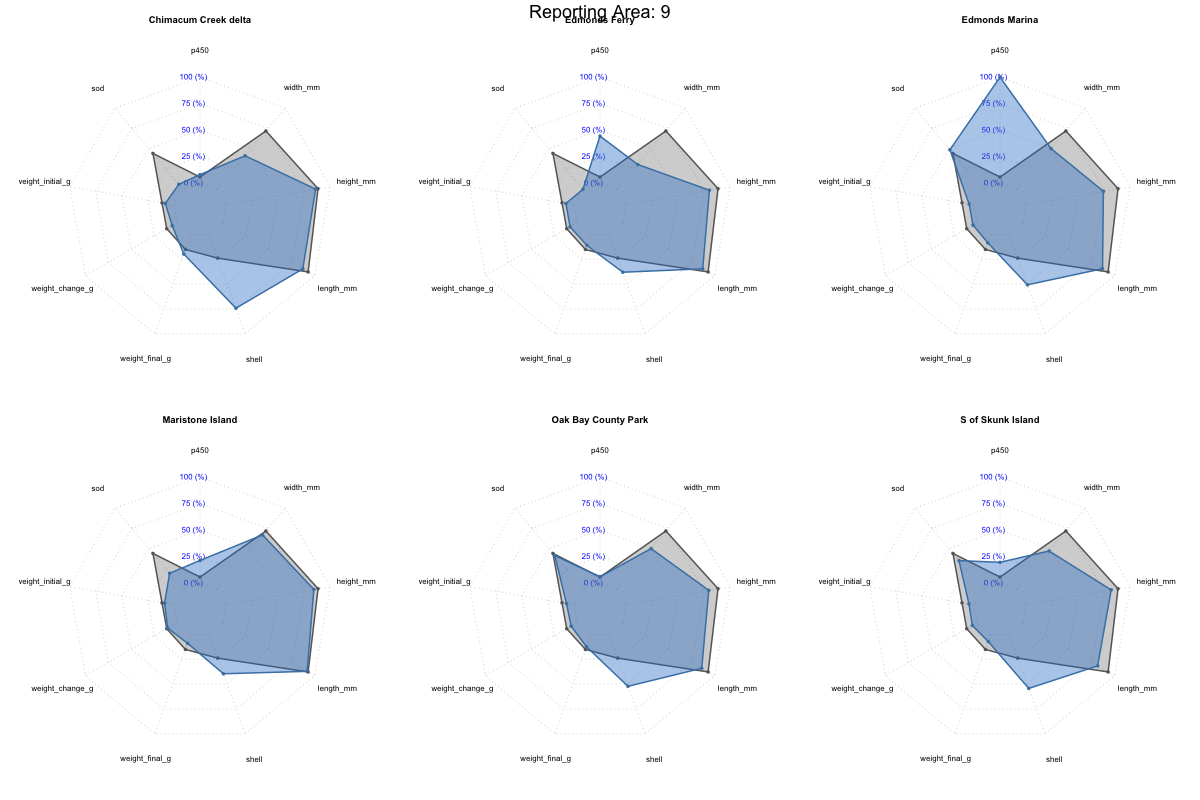 Reporting Area: 9
Chimacum Creek delta
p450
100 (%)
sod
width_mm
75 (%)
50 (%)
25 (%)
0 (%)
weight_initial_g
height_mm
weight_change_g
length_mm
weight_final_g
shell
Edmonds Ferry
p450
100 (%)
sod
width_mm
75 (%)
50 (%)
25 (%)
0 (%)
weight_initial_g
height_mm
weight_change_g
length_mm
weight_final_g
shell
Edmonds Marina
p450
100 (%)
sod
width_mm
75 (%)
50 (%)
25 (%)
0 (%)
weight_initial_g
height_mm
weight_change_g
length_mm
weight_final_g
shell
Maristone Island
p450
100 (%)
sod
width_mm
75 (%)
50 (%)
25 (%)
0 (%)
weight_initial_g
height_mm
weight_change_g
length_mm
weight_final_g
shell
Oak Bay County Park
p450
100 (%)
sod
width_mm
75 (%)
50 (%)
25 (%)
0 (%)
weight_initial_g
height_mm
weight_change_g
length_mm
weight_final_g
shell
S of Skunk Island
p450
100 (%)
sod
width_mm
75 (%)
50 (%)
25 (%)
0 (%)
weight_initial_g
height_mm
weight_change_g
length_mm
weight_final_g
shell